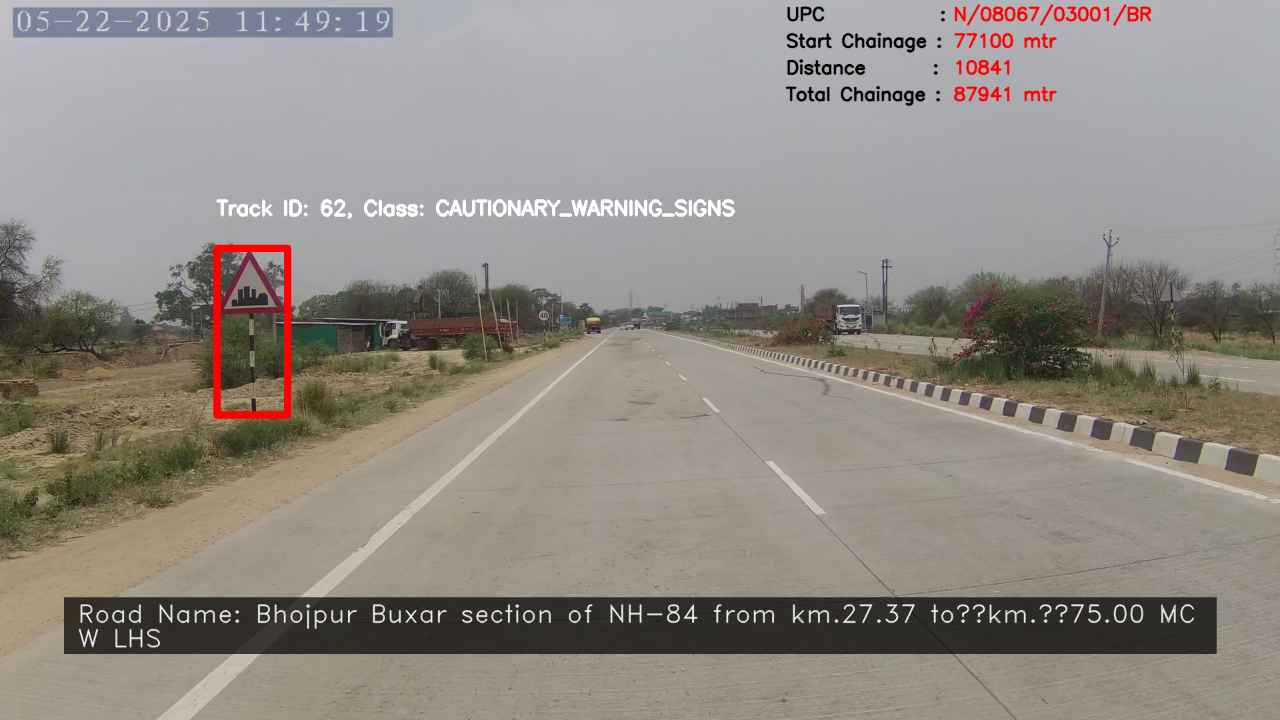 05-22-2025 11:49:19
UPC : N/08067/03001/BR
Start Chainage : 77100 mtr
Distance : 10841
Total Chainage : 87941 mtr
Track ID: 62, Class: CAUTIONARY_WARNING_SIGNS
Road Name: Bhojpur Buxar section of NH-84 from km.27.37 to??km.??75.00 MC
W LHS